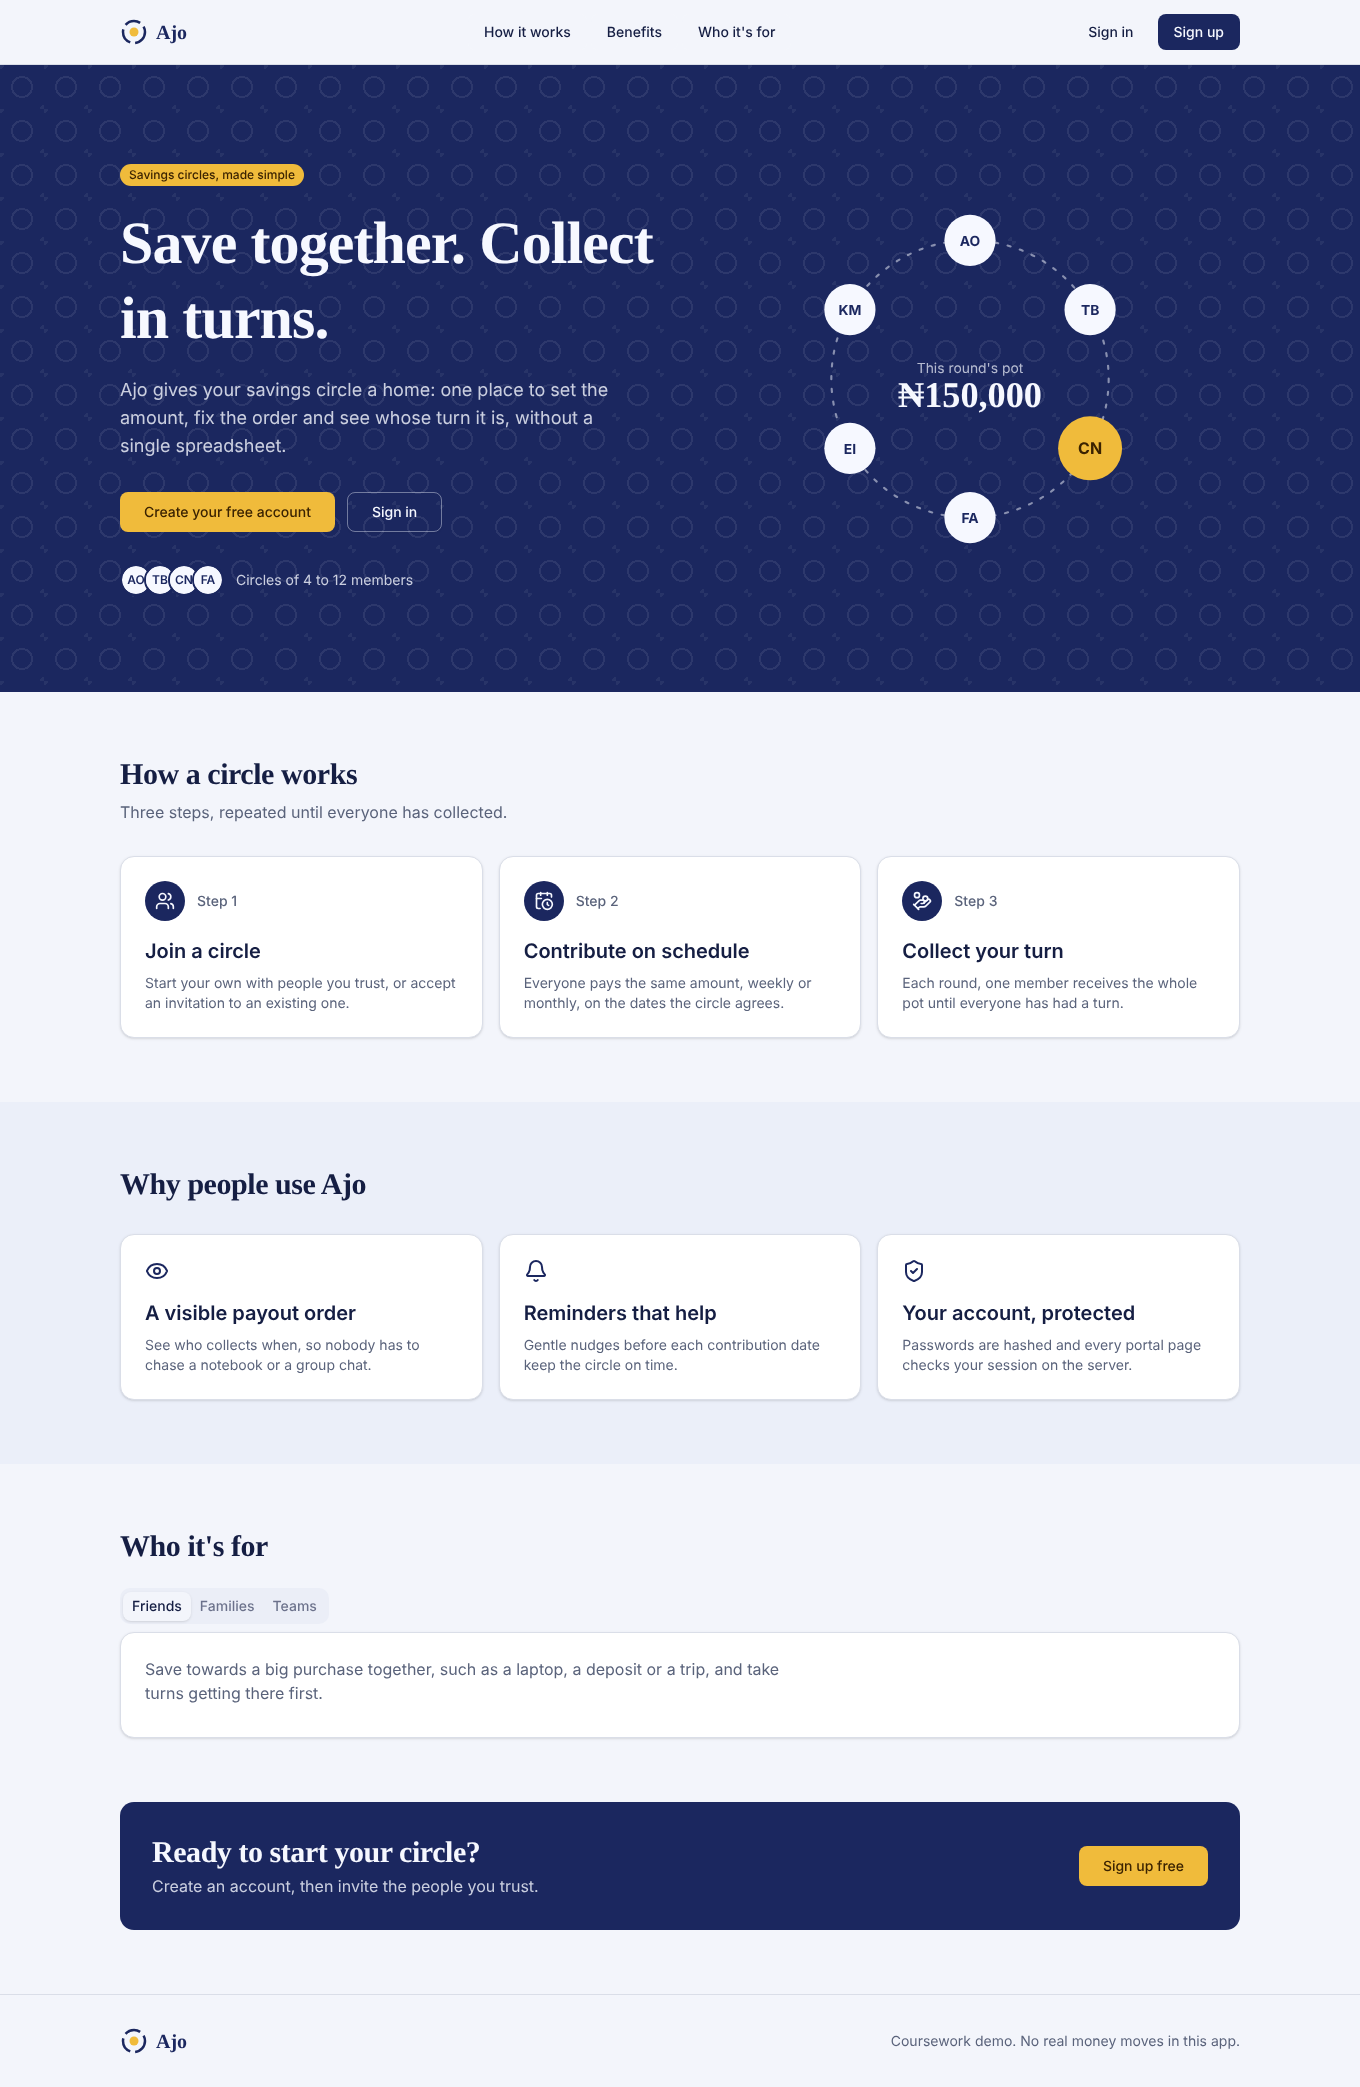 Ajo
How it works
Benefits
Who it's for
Sign in
Sign up
Savings circles, made simple
Save together. Collect
in turns.
Ajo gives your savings circle a home: one place to set the
amount, fix the order and see whose turn it is, without a
single spreadsheet.
Create your free account
Sign in
AO
TB
CN
FA
Circles of 4 to 12 members
AO
KM
TB
This round's pot
₦150,000
EI
CN
FA
How a circle works
Three steps, repeated until everyone has collected.
Step 1
Join a circle
Start your own with people you trust, or accept
an invitation to an existing one.
Step 2
Contribute on schedule
Everyone pays the same amount, weekly or
monthly, on the dates the circle agrees.
Step 3
Collect your turn
Each round, one member receives the whole
pot until everyone has had a turn.
Why people use Ajo
A visible payout order
See who collects when, so nobody has to
chase a notebook or a group chat.
Reminders that help
Gentle nudges before each contribution date
keep the circle on time.
Your account, protected
Passwords are hashed and every portal page
checks your session on the server.
Who it's for
Friends
Families
Teams
Save towards a big purchase together, such as a laptop, a deposit or a trip, and take
turns getting there first.
Ready to start your circle?
Create an account, then invite the people you trust.
Sign up free
Ajo
Coursework demo. No real money moves in this app.